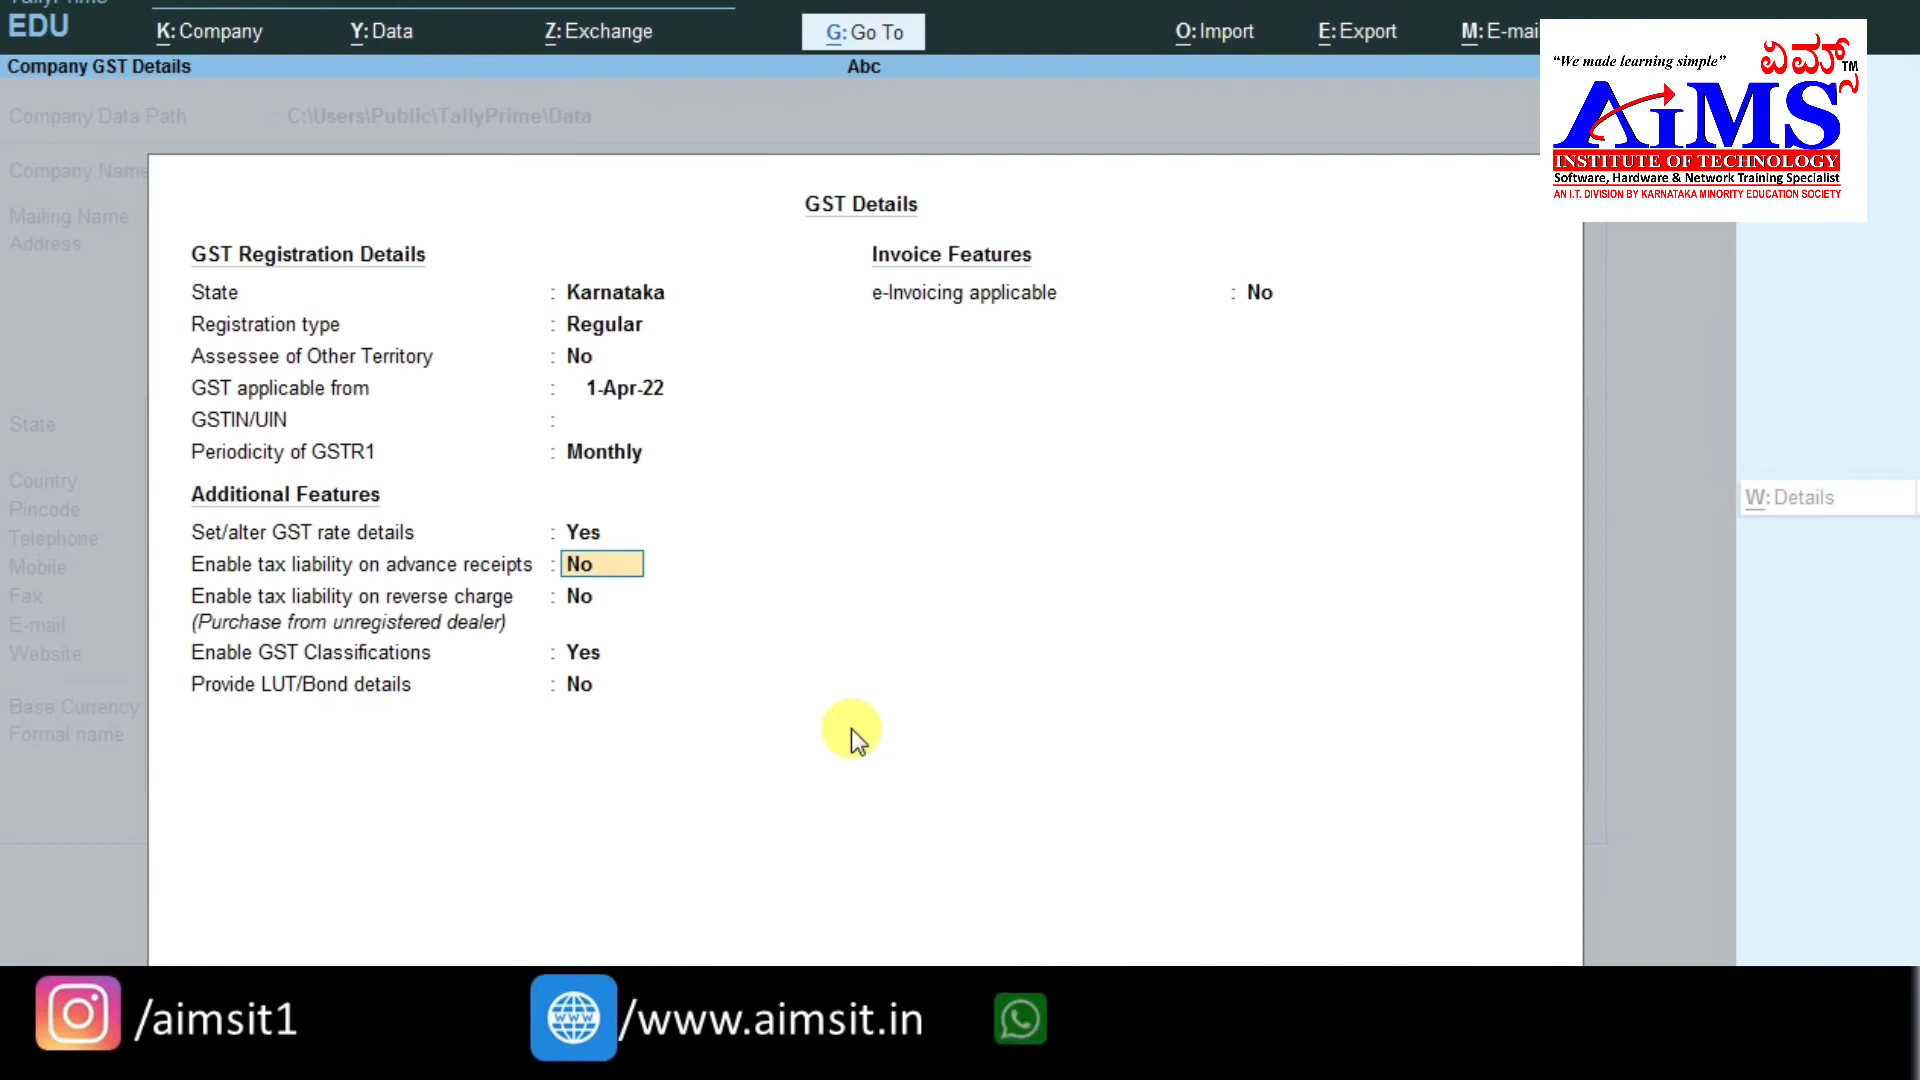 TallyPrime
EDU
K: Company
Y: Data
Z: Exchange
G: Go To
O: Import
E: Export
M: E-mai
Company GST Details
Abc
“We made learning simple”
ಏಮ್ಸ್
TM
AiMS
INSTITUTE OF TECHNOLOGY
Software, Hardware & Network Training Specialist
AN I.T. DIVISION BY KARNATAKA MINORITY EDUCATION SOCIETY
Company Data Path : C:\Users\Public\TallyPrime\Data
Company Name
Mailing Name
Address
State
Country
Pincode
Telephone
Mobile
Fax
E-mail
Website
Base Currency
Formal name
GST Details
GST Registration Details
State : Karnataka
Registration type : Regular
Assessee of Other Territory : No
GST applicable from : 1-Apr-22
GSTIN/UIN :
Periodicity of GSTR1 : Monthly
Additional Features
Set/alter GST rate details : Yes
Enable tax liability on advance receipts : No
Enable tax liability on reverse charge : No
(Purchase from unregistered dealer)
Enable GST Classifications : Yes
Provide LUT/Bond details : No
Invoice Features
e-Invoicing applicable : No
W: Details
/aimsit1
WWW
/www.aimsit.in